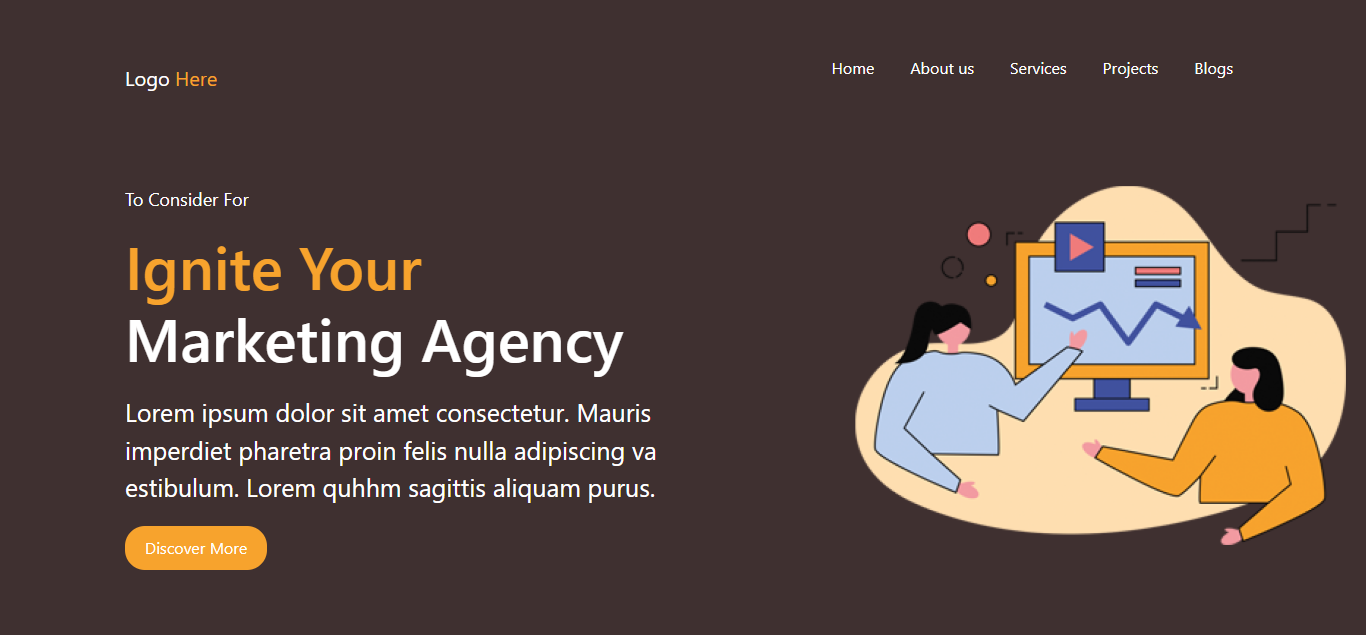 Logo Here
Home About us Services Projects Blogs
To Consider For
Ignite Your
Marketing Agency
Lorem ipsum dolor sit amet consectetur. Mauris
imperdiet pharetra proin felis nulla adipiscing va
estibulum. Lorem quhhm sagittis aliquam purus.
Discover More